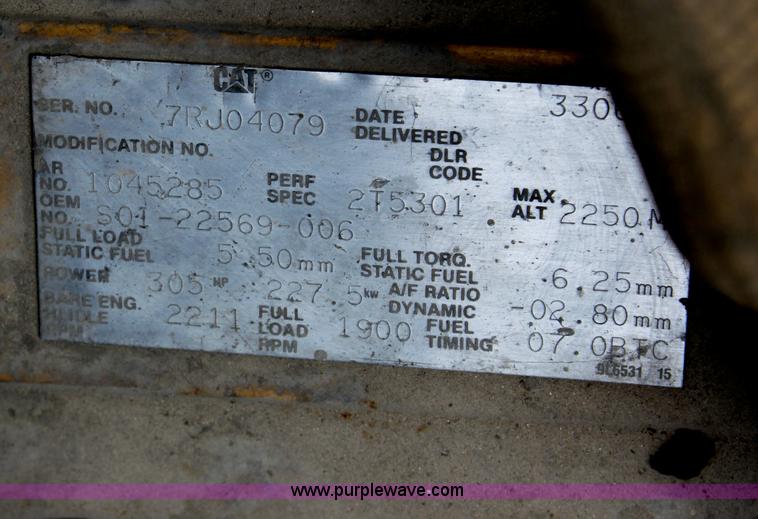 CAT®
SER. NO. 7RJ04079 DATE DELIVERED 330
MODIFICATION NO. DLR CODE
AR NO. 1045285 PERF SPEC 2T5301 MAX ALT 2250M
OEM NO. S01-22569-006
FULL LOAD STATIC FUEL 5.50mm FULL TORQ. STATIC FUEL 6.25mm
POWER 305 HP 227.5kw A/F RATIO DYNAMIC -02.80mm
BARE ENG. HI IDLE RPM 2211 FULL LOAD RPM 1900 FUEL TIMING 07.0BTC
9L6531 15
www.purplewave.com